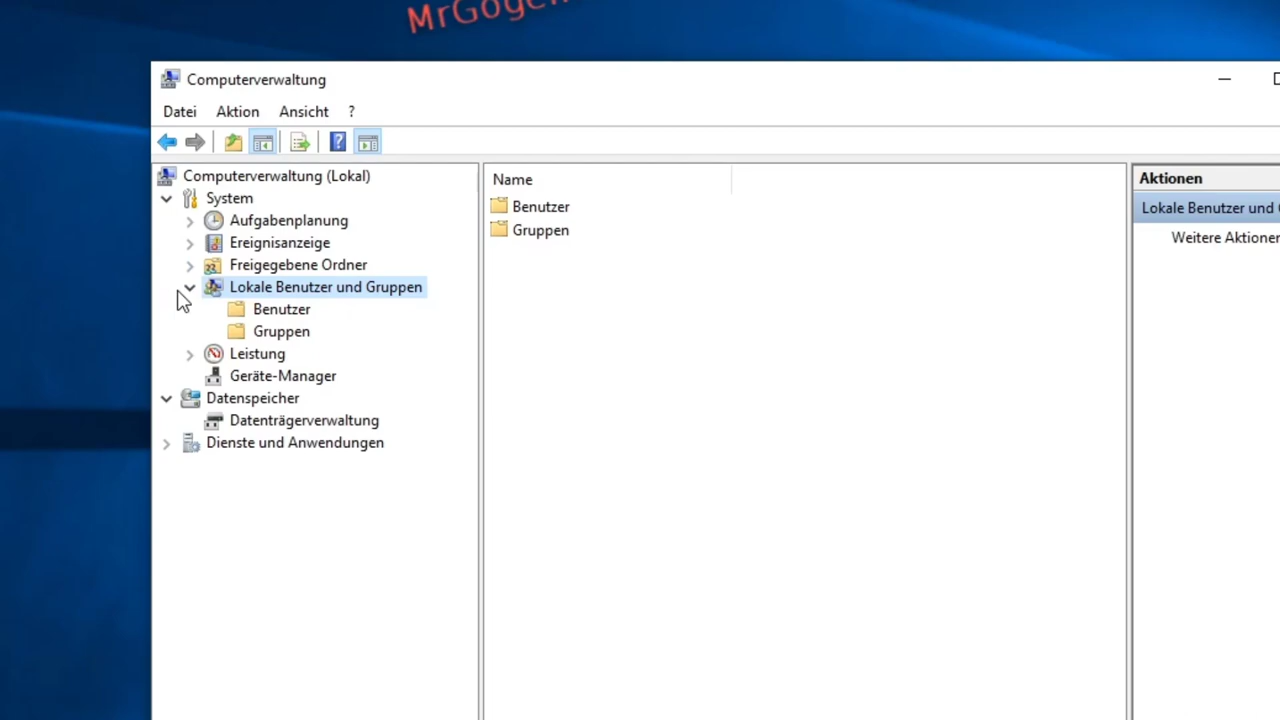 Computerverwaltung
Datei Aktion Ansicht ?
Computerverwaltung (Lokal)
System
Aufgabenplanung
Ereignisanzeige
Freigegebene Ordner
Lokale Benutzer und Gruppen
Benutzer
Gruppen
Leistung
Geräte-Manager
Datenspeicher
Datenträgerverwaltung
Dienste und Anwendungen
Name
Benutzer
Gruppen
Aktionen
Lokale Benutzer und
Weitere Aktionen